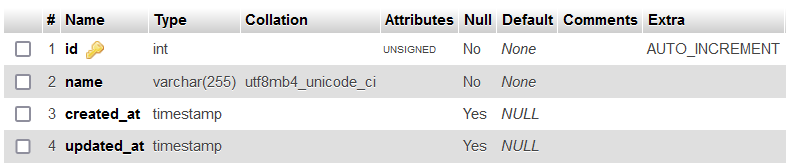 # Name Type Collation Attributes Null Default Comments Extra
1 id int UNSIGNED No None AUTO_INCREMENT
2 name varchar(255) utf8mb4_unicode_ci No None
3 created_at timestamp Yes NULL
4 updated_at timestamp Yes NULL